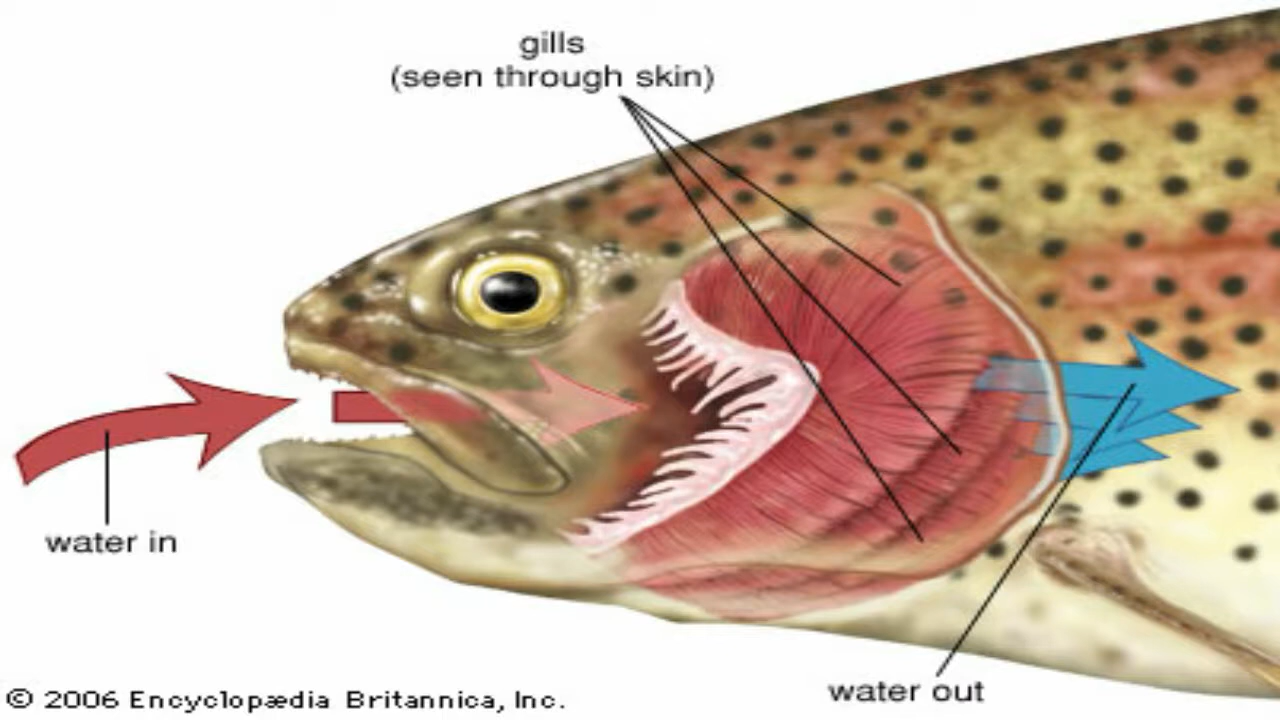 gills
(seen through skin)
water in
water out
© 2006 Encyclopædia Britannica, Inc.